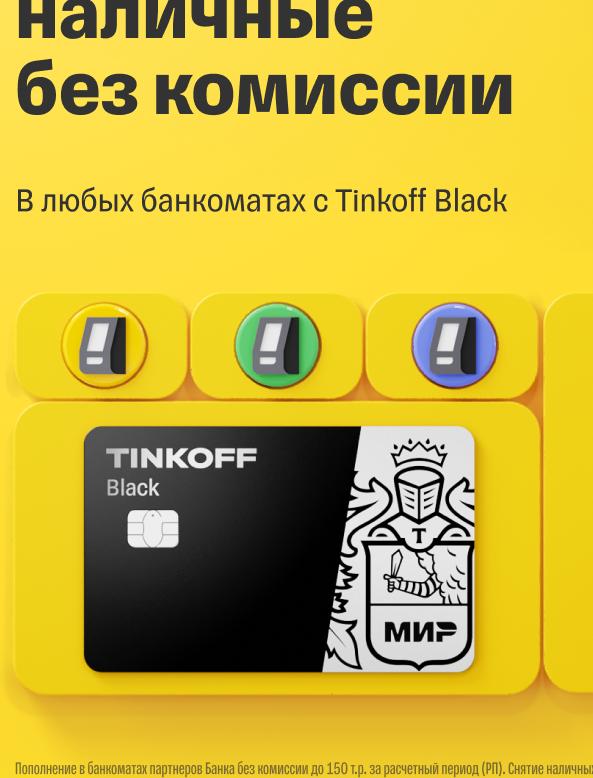 наличные
без комиссии
В любых банкоматах с Tinkoff Black
TINKOFF
Black
T
МИР
Пополнение в банкоматах партнеров Банка без комиссии до 150 т.р. за расчетный период (РП). Снятие наличны